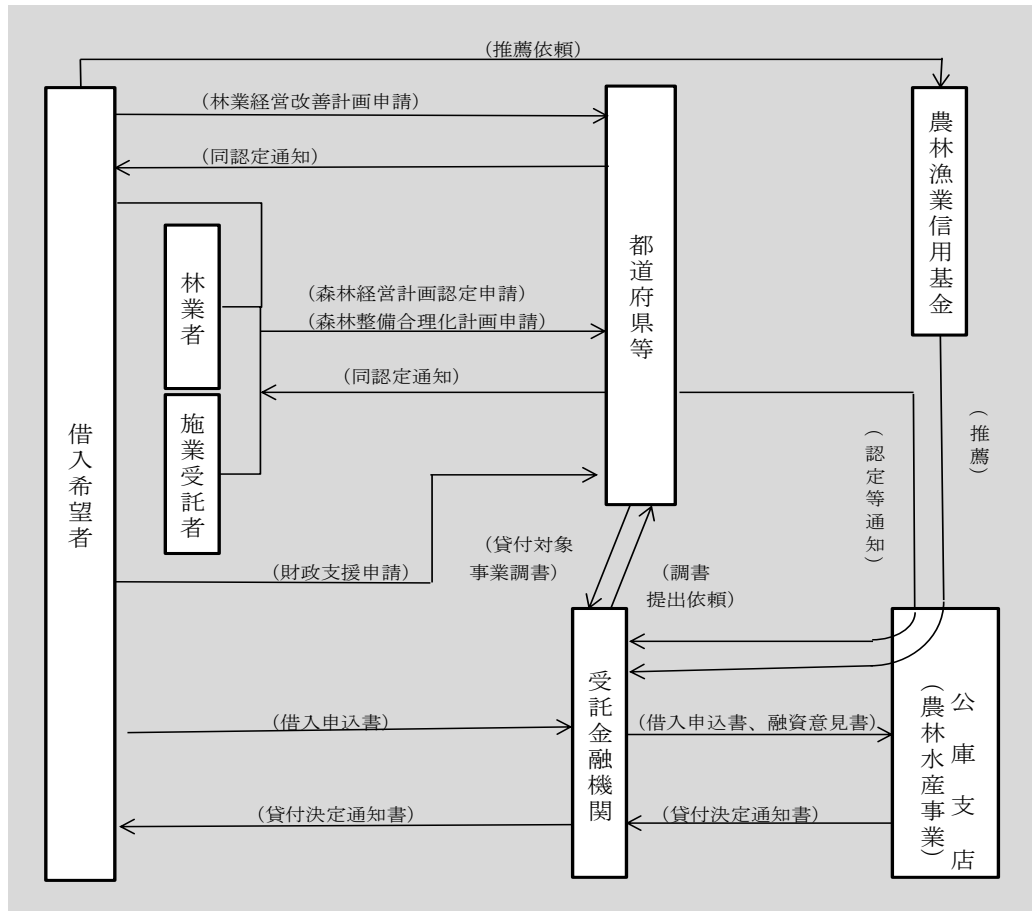 （推薦依頼）
（林業経営改善計画申請）
（同認定通知）
借入希望者
林業者
施業受託者
（森林経営計画認定申請）
（森林整備合理化計画申請）
（同認定通知）
都道府県等
農林漁業信用基金
（推薦）
（認定等通知）
（財政支援申請）
（貸付対象
事業調書）
（調書
提出依頼）
受託金融機関
公庫支店
（農林水産事業）
（借入申込書）
（借入申込書、融資意見書）
（貸付決定通知書）
（貸付決定通知書）